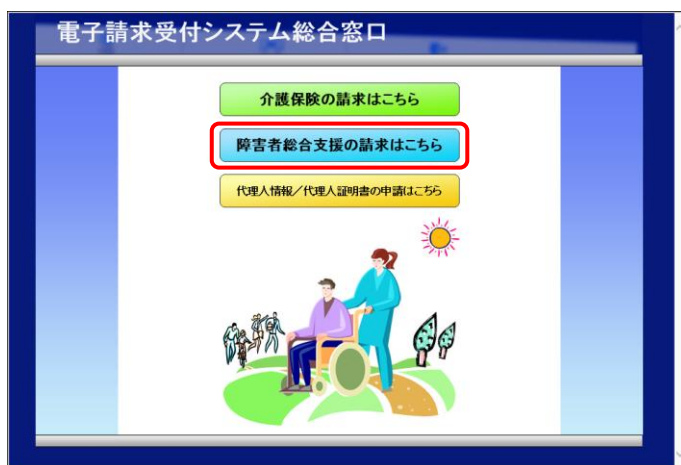 電子請求受付システム総合窓口
介護保険の請求はこちら
障害者総合支援の請求はこちら
代理人情報／代理人証明書の申請はこちら